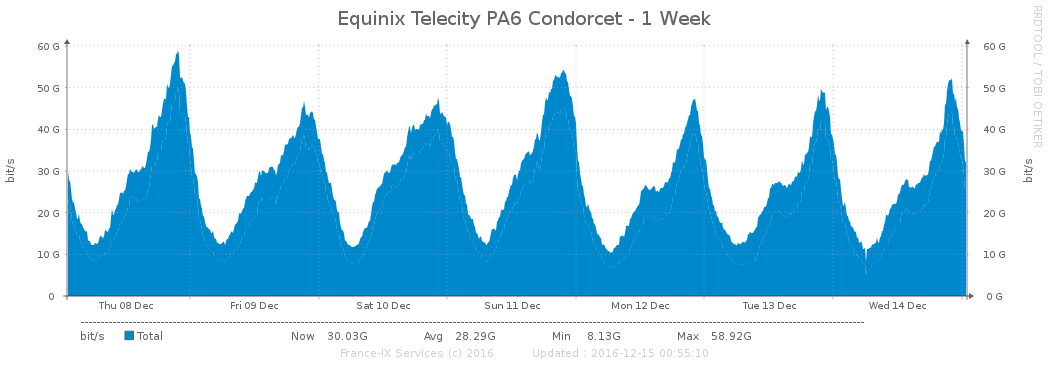 Equinix Telecity PA6 Condorcet - 1 Week
RRDTOOL / TOBI OETIKER
bit/s
60 G
50 G
40 G
30 G
20 G
10 G
0
60 G
50 G
40 G
30 G
20 G
10 G
0 G
bit/s
Thu 08 Dec Fri 09 Dec Sat 10 Dec Sun 11 Dec Mon 12 Dec Tue 13 Dec Wed 14 Dec
bit/s Total Now 30.03G Avg 28.29G Min 8.13G Max 58.92G
France-IX Services (c) 2016 Updated : 2016-12-15 00:55:10